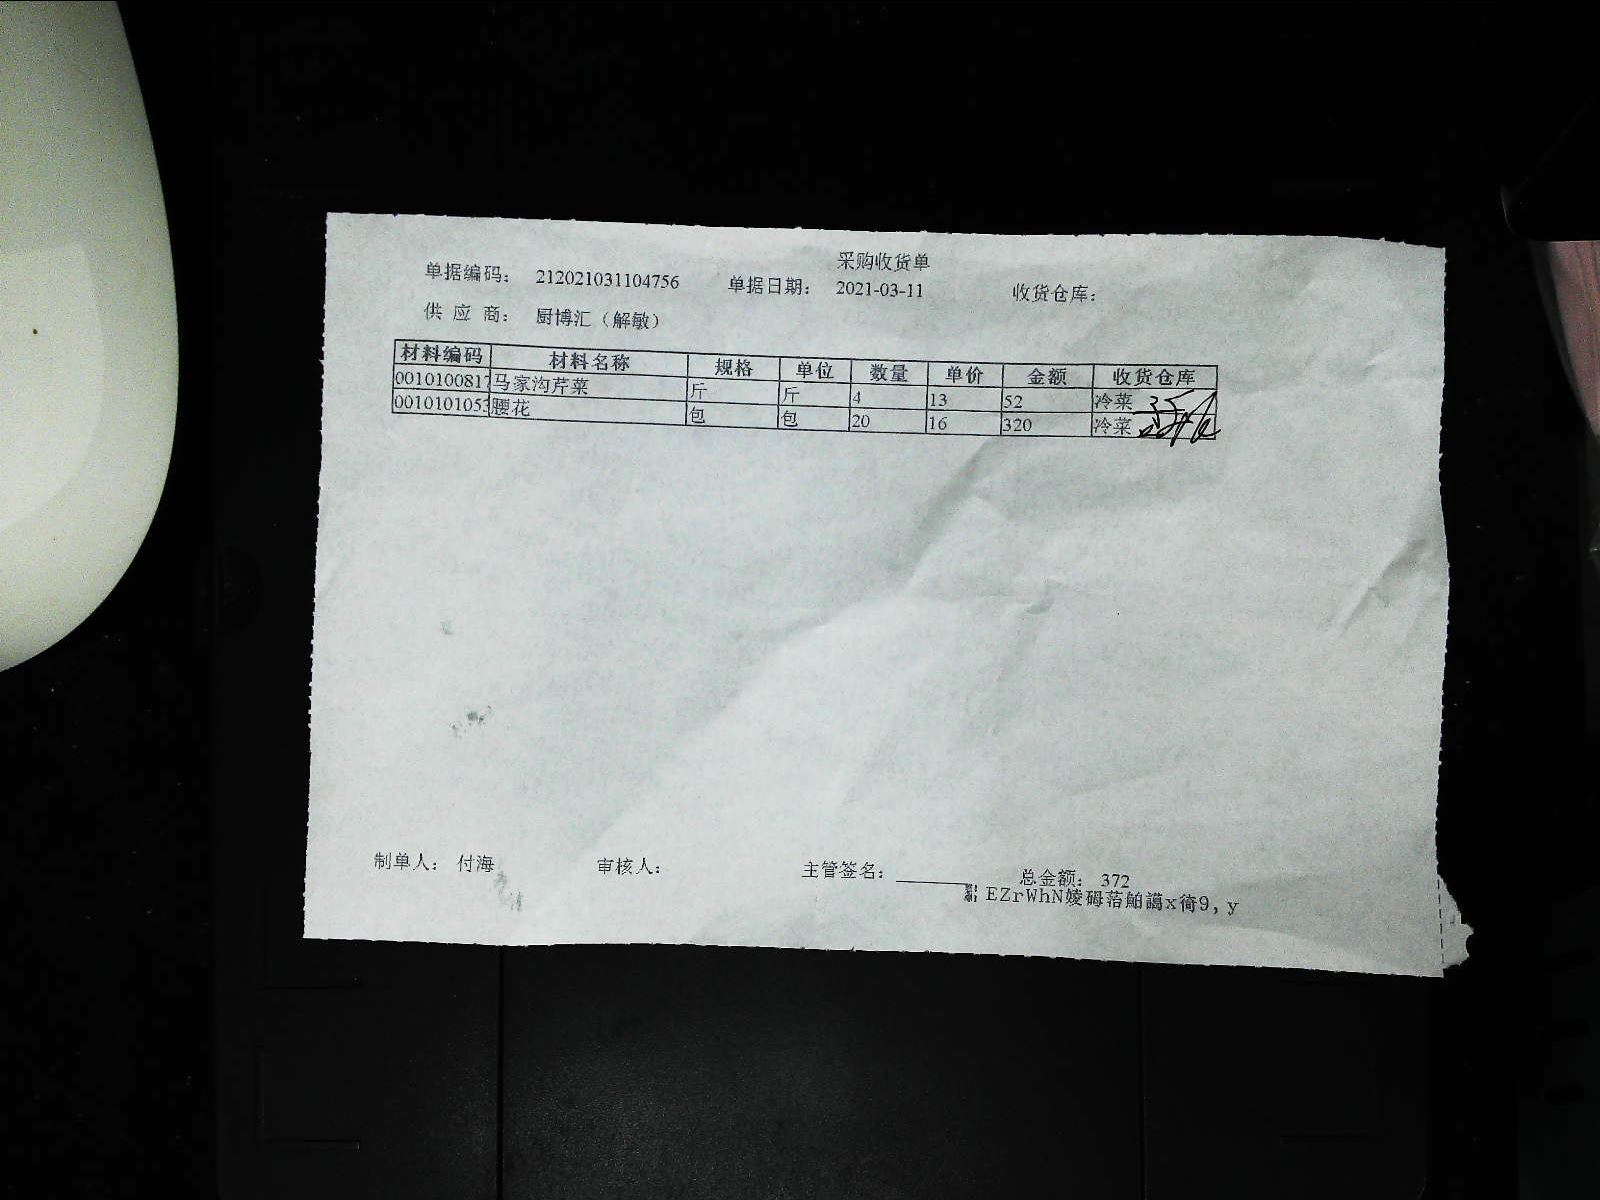 采购收货单
单据编码： 212021031104756 单据日期： 2021-03-11 收货仓库：
供 应 商： 厨博汇（解敏）
材料编码 材料名称 规格 单位 数量 单价 金额 收货仓库
0010100817 马家沟芹菜 斤 斤 4 13 52 冷菜
0010101053 腰花 包 包 20 16 320 冷菜
制单人： 付海 审核人： 主管签名： 总金额： 372
EZrWhN